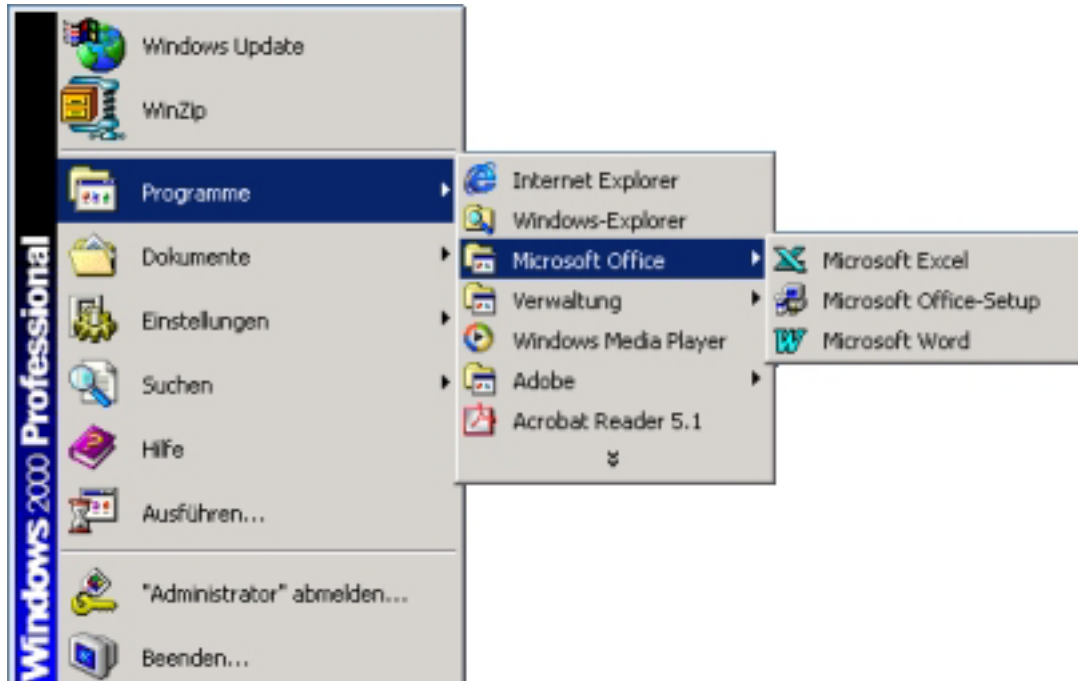 Windows 2000 Professional
Windows Update
WinZip
Programme
Dokumente
Einstellungen
Suchen
Hilfe
Ausführen...
"Administrator" abmelden...
Beenden...
Internet Explorer
Windows-Explorer
Microsoft Office
Verwaltung
Windows Media Player
Adobe
Acrobat Reader 5.1
Microsoft Excel
Microsoft Office-Setup
Microsoft Word